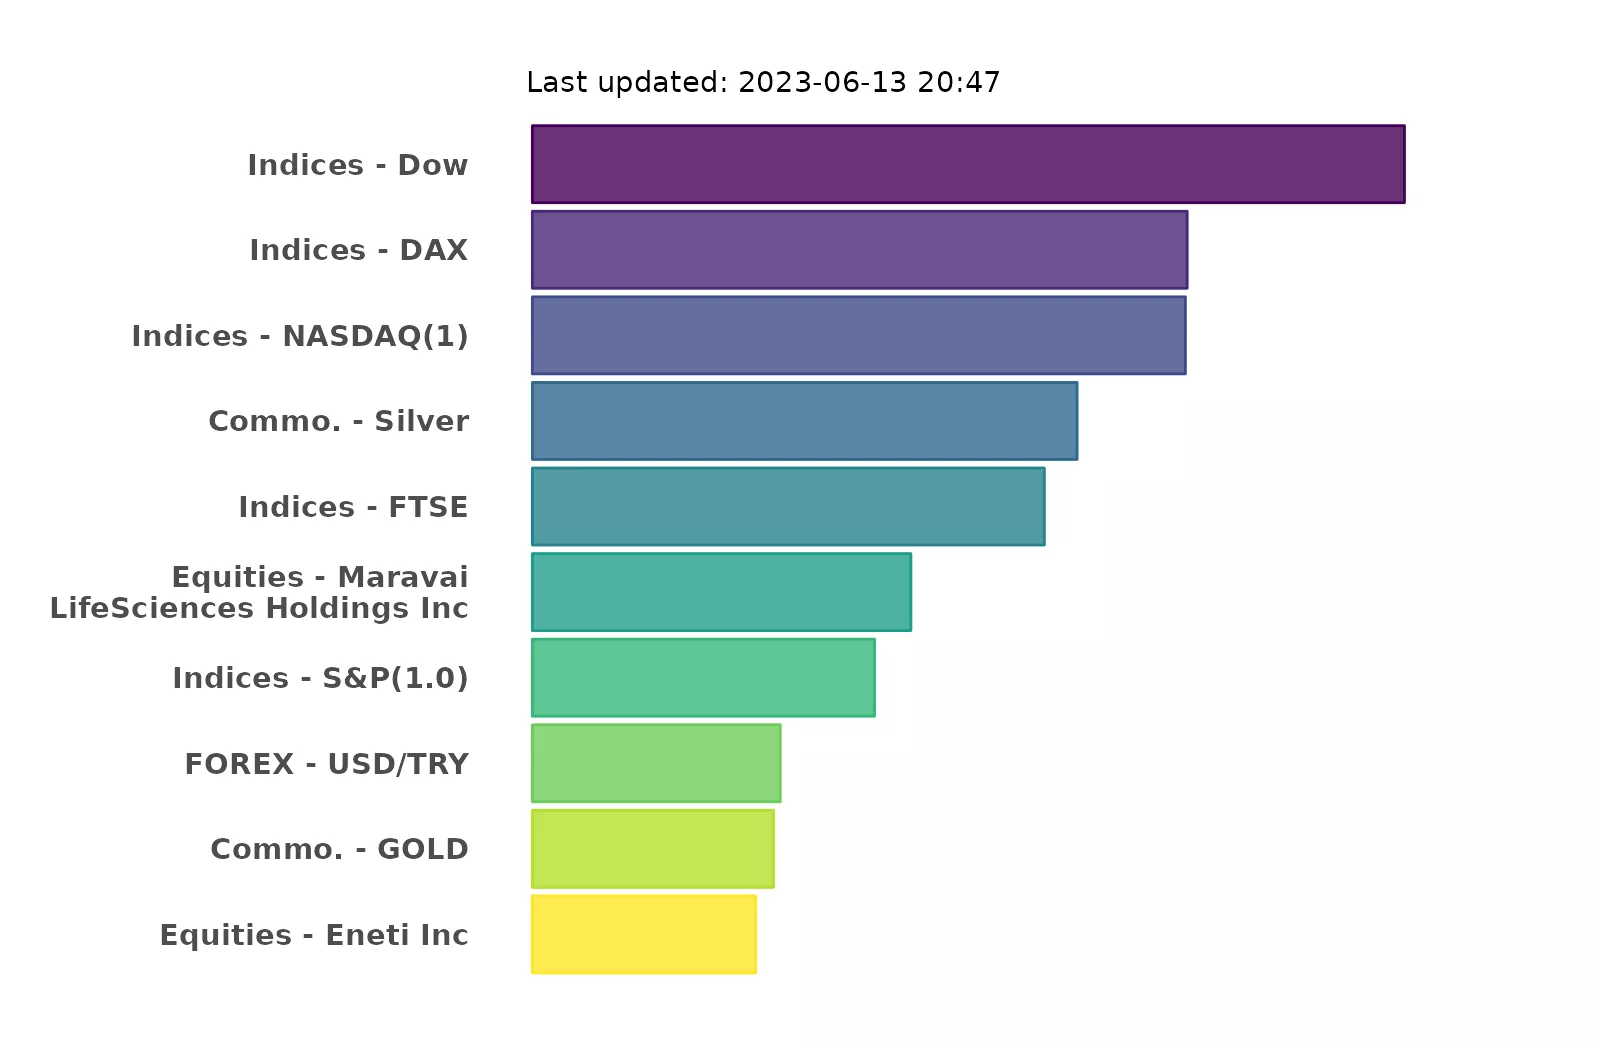 Last updated: 2023-06-13 20:47
Indices - Dow
Indices - DAX
Indices - NASDAQ(1)
Commo. - Silver
Indices - FTSE
Equities - Maravai
LifeSciences Holdings Inc
Indices - S&P(1.0)
FOREX - USD/TRY
Commo. - GOLD
Equities - Eneti Inc